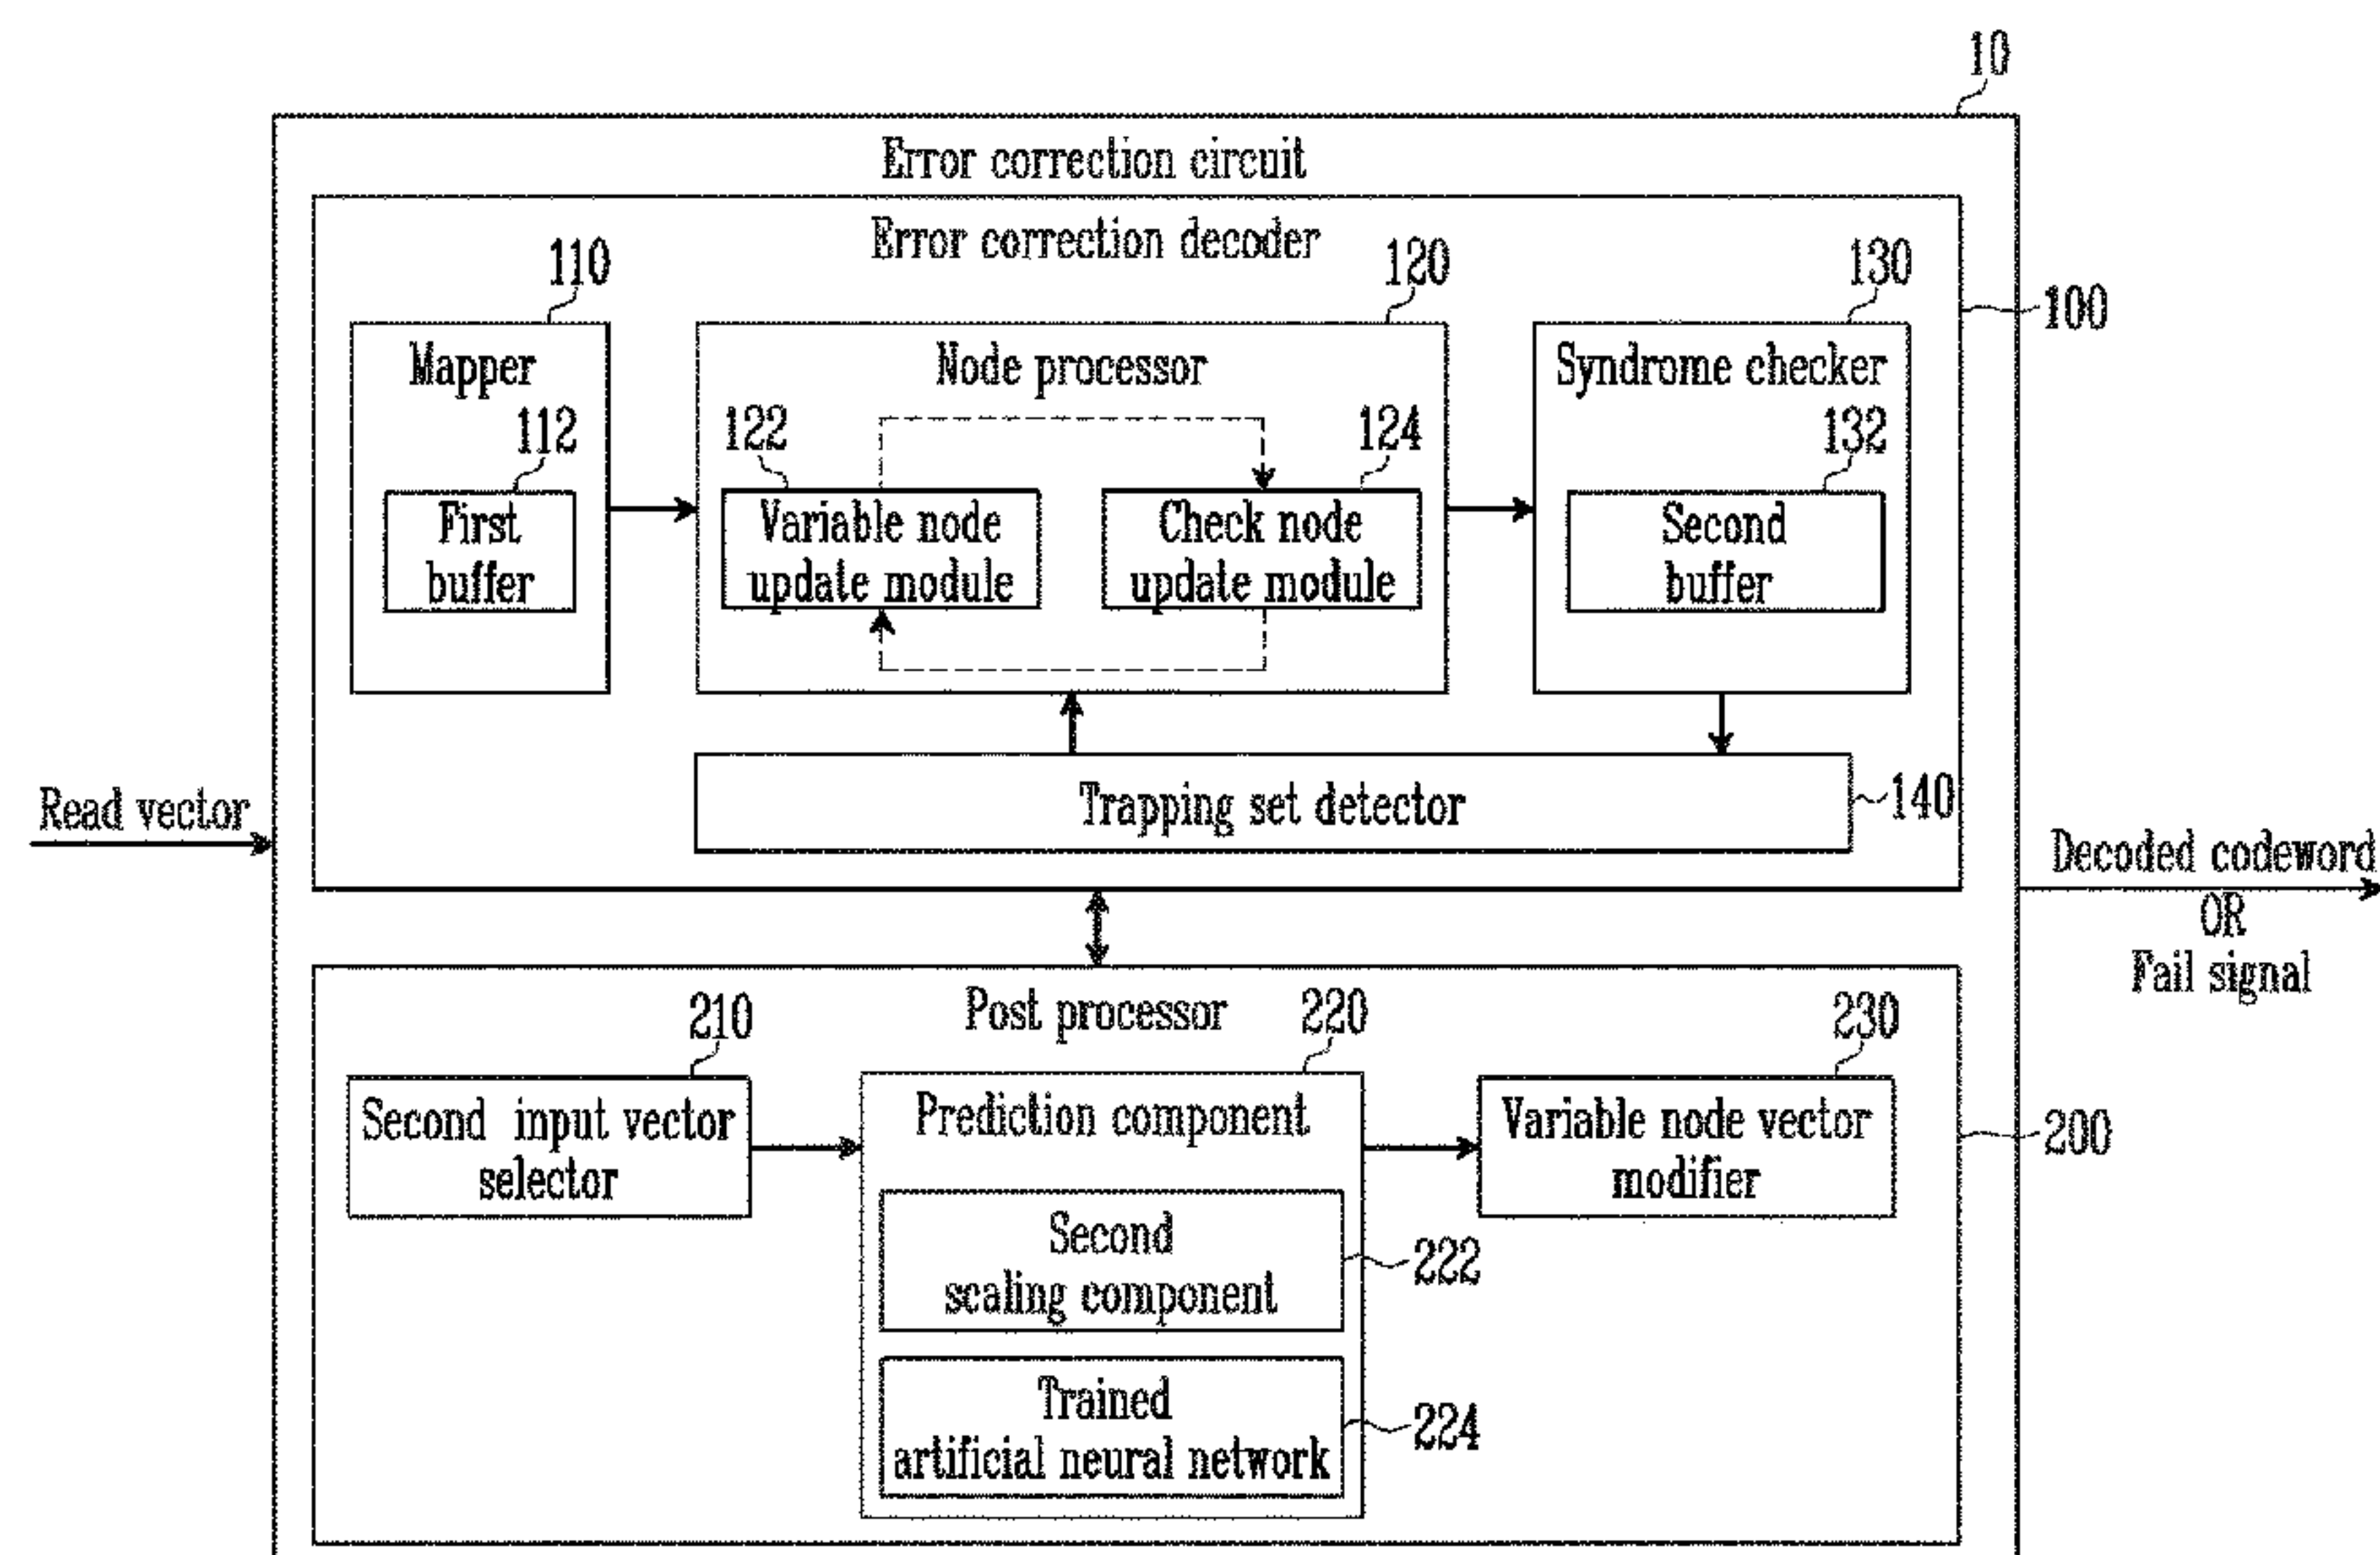 10
Error correction circuit
Error correction decoder
110
120
130
100
Mapper
Node processor
Syndrome checker
112
122
124
132
First
buffer
Variable node
update module
Check node
update module
Second
buffer
Trapping set detector
140
Read vector
Decoded codeword
OR
Fail signal
Post processor
210
220
230
200
Second input vector
selector
Prediction component
Variable node vector
modifier
Second
scaling component
222
Trained
artificial neural network
224